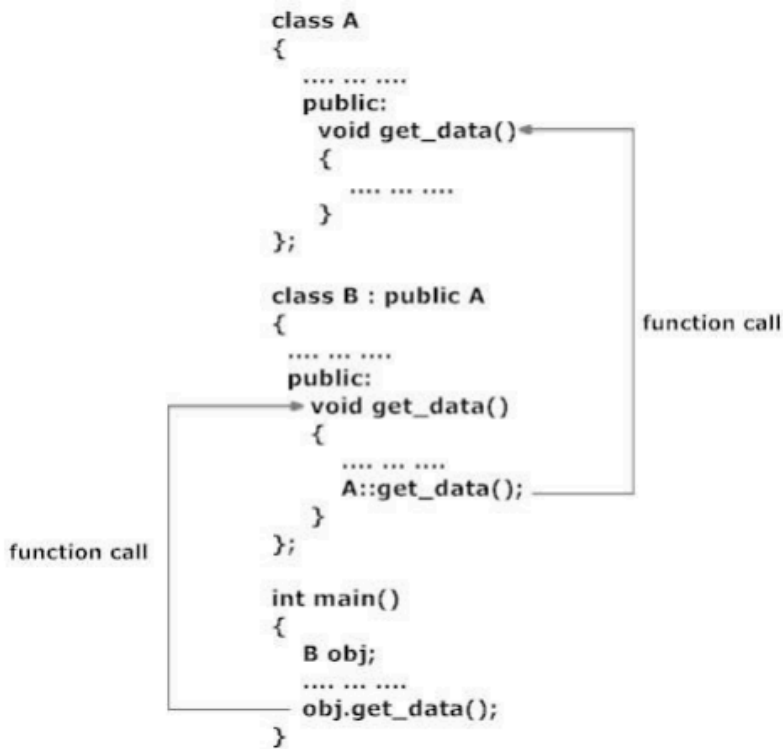 class A
{
.... ... ....
public:
void get_data()
{
.... ... ....
}
};
class B : public A
{
.... ... ....
public:
void get_data()
{
.... ... ....
A::get_data();
}
};
int main()
{
B obj;
.... ... ....
obj.get_data();
}
function call
function call